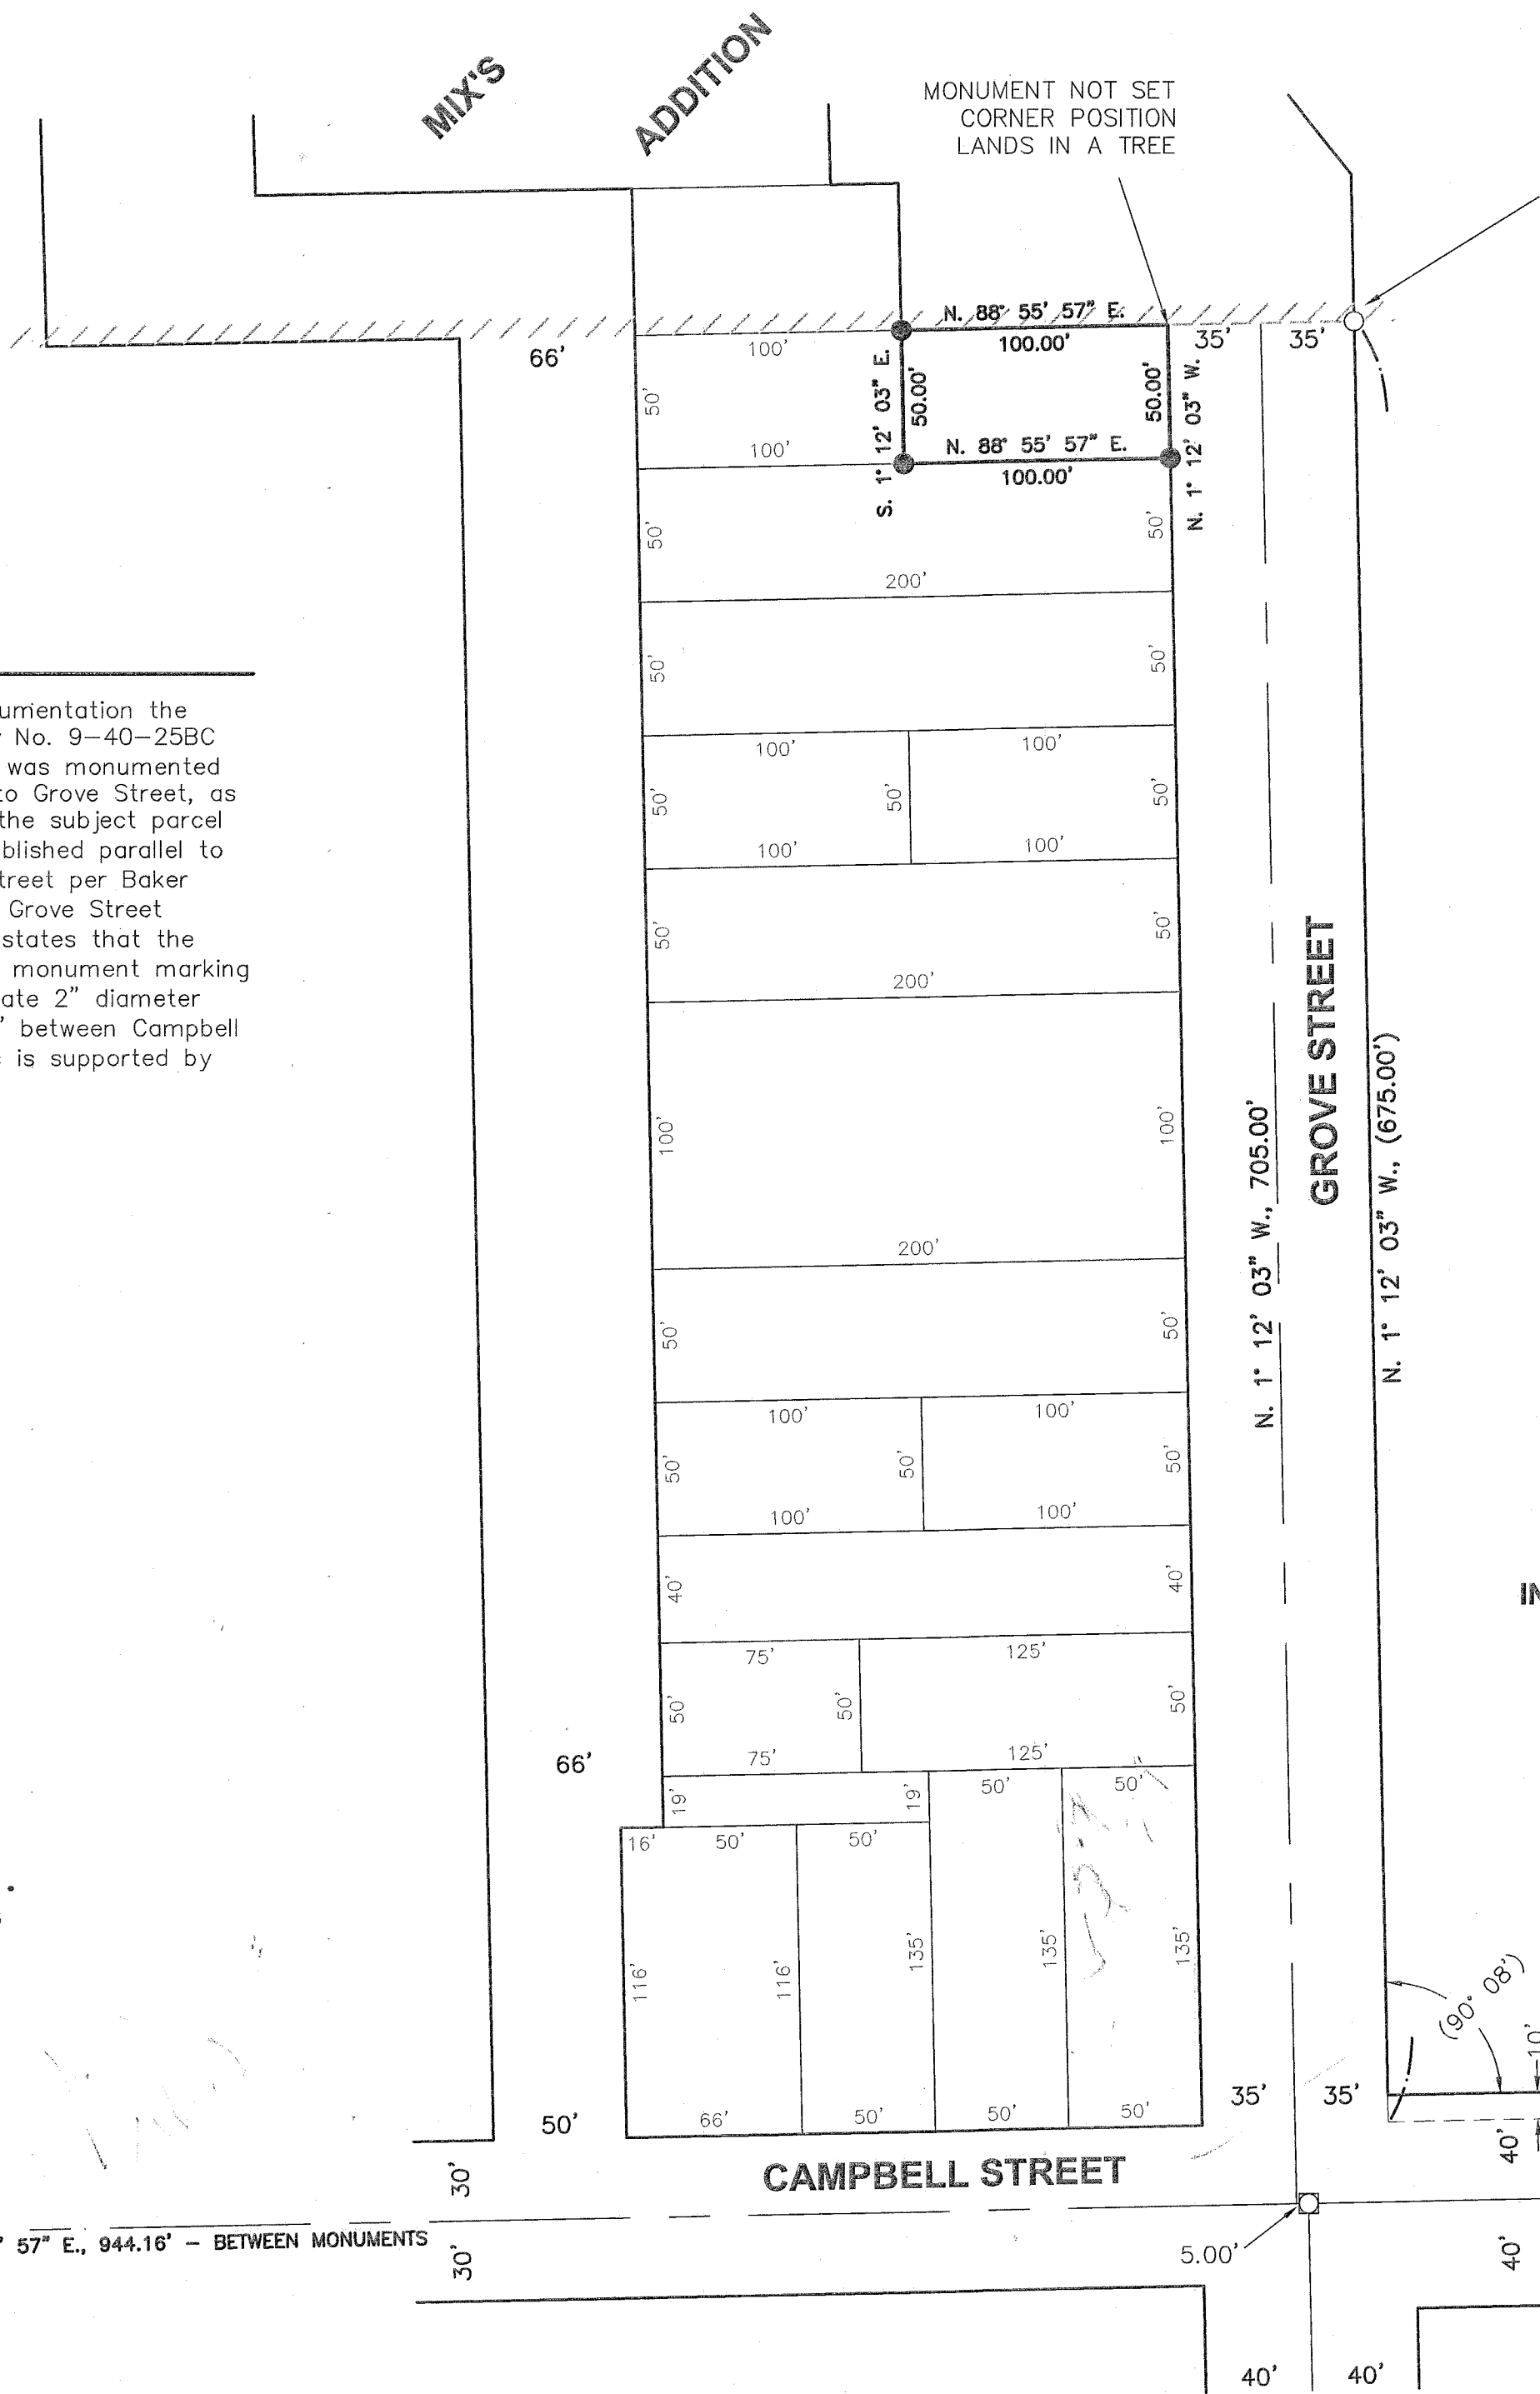 MIX'S
ADDITION
MONUMENT NOT SET
CORNER POSITION
LANDS IN A TREE
N. 88° 55' 57" E.
100.00'
35'
35'
66'
100'
50'
S. 1° 12' 03" E.
50.00'
50.00'
N. 1° 12' 03" W.
100'
N. 88° 55' 57" E.
100.00'
50'
50'
200'
50'
50'
100'
100'
50'
50'
50'
100'
100'
50'
50'
200'
100'
100'
200'
50'
50'
100'
100'
50'
50'
50'
100'
100'
40'
40'
75'
125'
50'
50'
50'
75'
125'
66'
19'
19'
50'
50'
16'
50'
50'
116'
116'
135'
135'
135'
66'
50'
50'
50'
50'
35'
35'
N. 1° 12' 03" W., 705.00'
GROVE STREET
N. 1° 12' 03" W., (675.00')
(90° 08')
10'
40'
40'
IN
umentation the
No. 9-40-25BC
was monumented
to Grove Street, as
the subject parcel
blished parallel to
treet per Baker
Grove Street
states that the
monument marking
ate 2" diameter
' between Campbell
is supported by
CAMPBELL STREET
30'
30'
' 57" E., 944.16' - BETWEEN MONUMENTS
5.00'
40'
40'